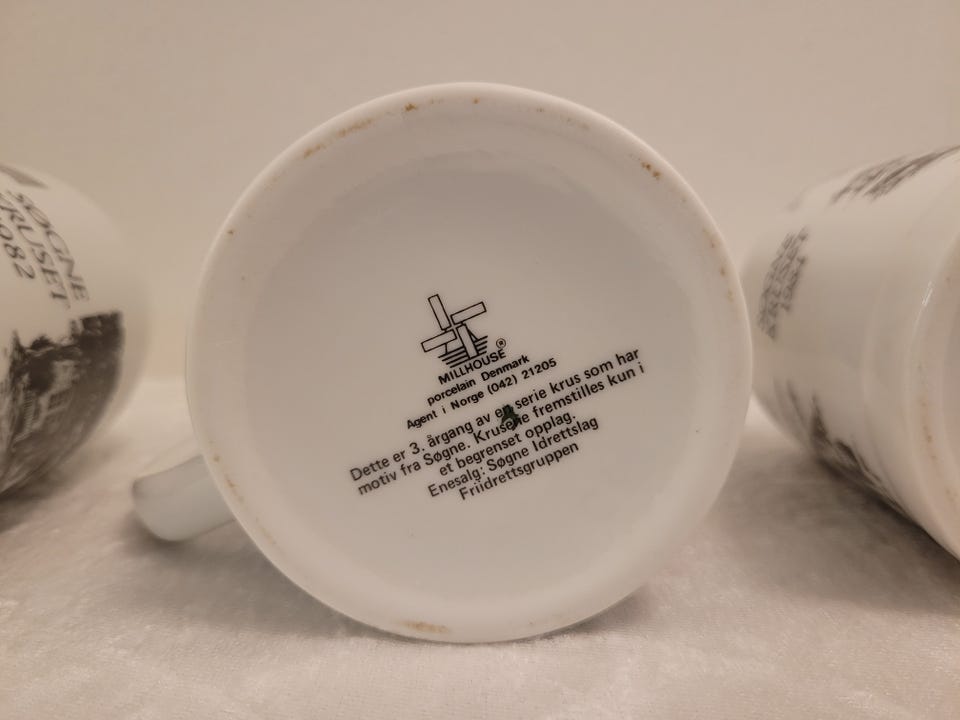 SØGNE
KRUSET
1982
MILLHOUSE ®
porcelain Denmark
Agent i Norge (042) 21205
Dette er 3. årgang av en serie krus som har
motiv fra Søgne. Krusene fremstilles kun i
et begrenset opplag.
Enesalg: Søgne Idrettslag
Friidrettsgruppen